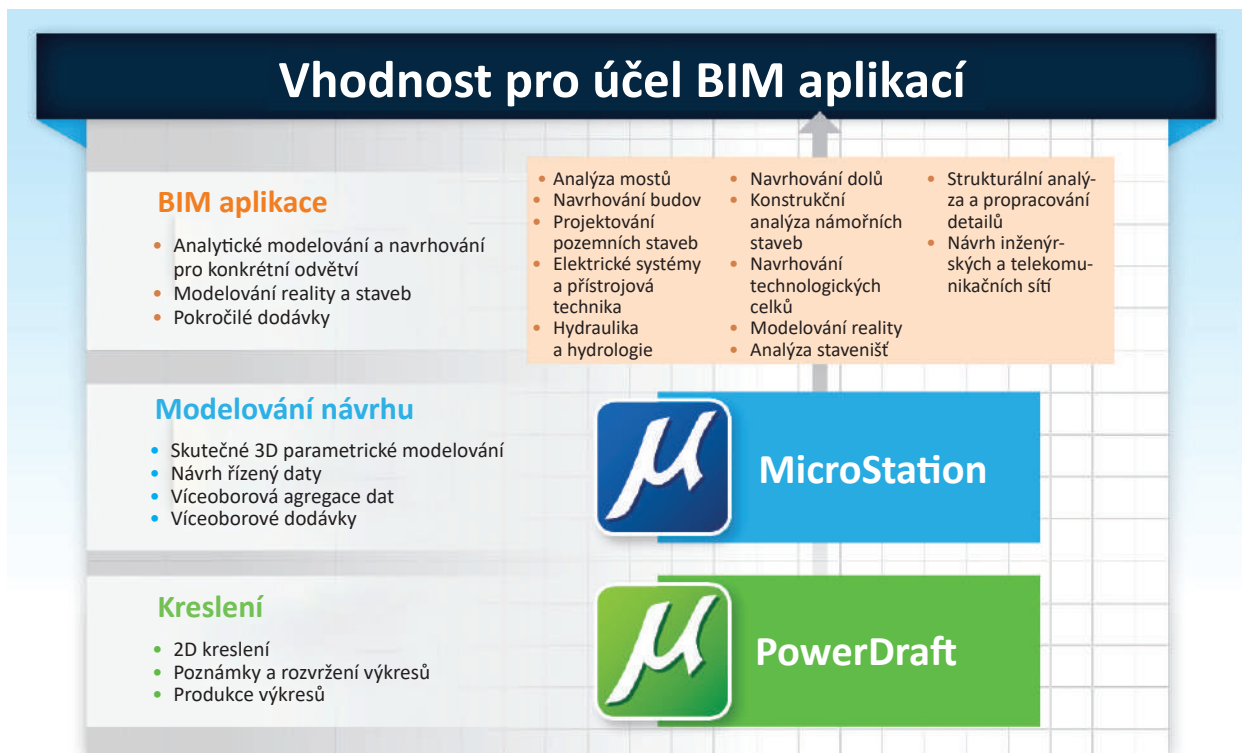 Vhodnost pro účel BIM aplikací
BIM aplikace
• Analytické modelování a navrhování
pro konkrétní odvětví
• Modelování reality a staveb
• Pokročilé dodávky
• Analýza mostů
• Navrhování budov
• Projektování
pozemních staveb
• Elektrické systémy
a přístrojová
technika
• Hydraulika
a hydrologie
• Navrhování dolů
• Konstrukční
analýza námořních
staveb
• Navrhování
technologických
celků
• Modelování reality
• Analýza stavenišť
• Strukturální analý-
za a propracování
detailů
• Návrh inženýr-
ských a telekomu-
nikačních sítí
Modelování návrhu
• Skutečné 3D parametrické modelování
• Návrh řízený daty
• Víceoborová agregace dat
• Víceoborové dodávky
μ
MicroStation
Kreslení
• 2D kreslení
• Poznámky a rozvržení výkresů
• Produkce výkresů
μ
PowerDraft